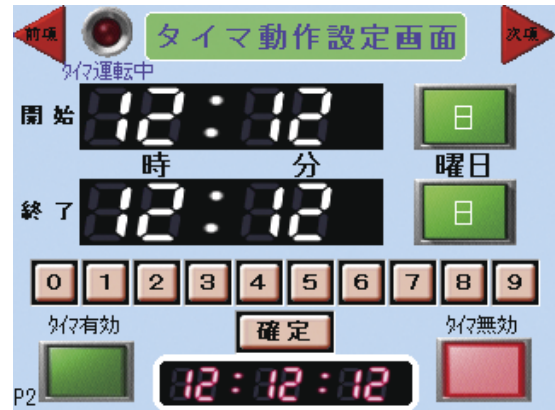 前項 タイマ動作設定画面 次項
ﾀｲﾏ運転中
開始 12:12 日
時 分 曜日
終了 12:12 日
0 1 2 3 4 5 6 7 8 9
ﾀｲﾏ有効 確定 ﾀｲﾏ無効
P2 12:12:12